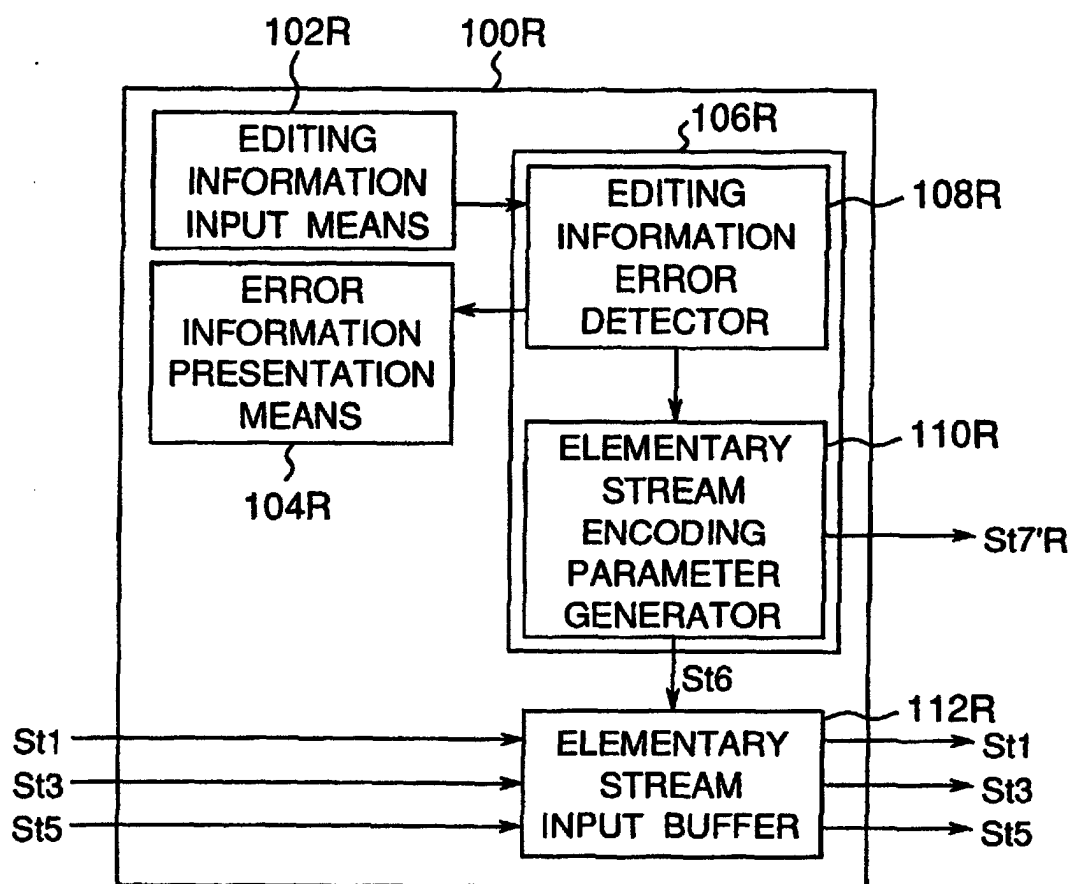 102R
100R
106R
EDITING
INFORMATION
INPUT MEANS
EDITING
INFORMATION
ERROR
DETECTOR
108R
ERROR
INFORMATION
PRESENTATION
MEANS
104R
ELEMENTARY
STREAM
ENCODING
PARAMETER
GENERATOR
110R
St7'R
St6
112R
St1
St3
St5
ELEMENTARY
STREAM
INPUT BUFFER
St1
St3
St5